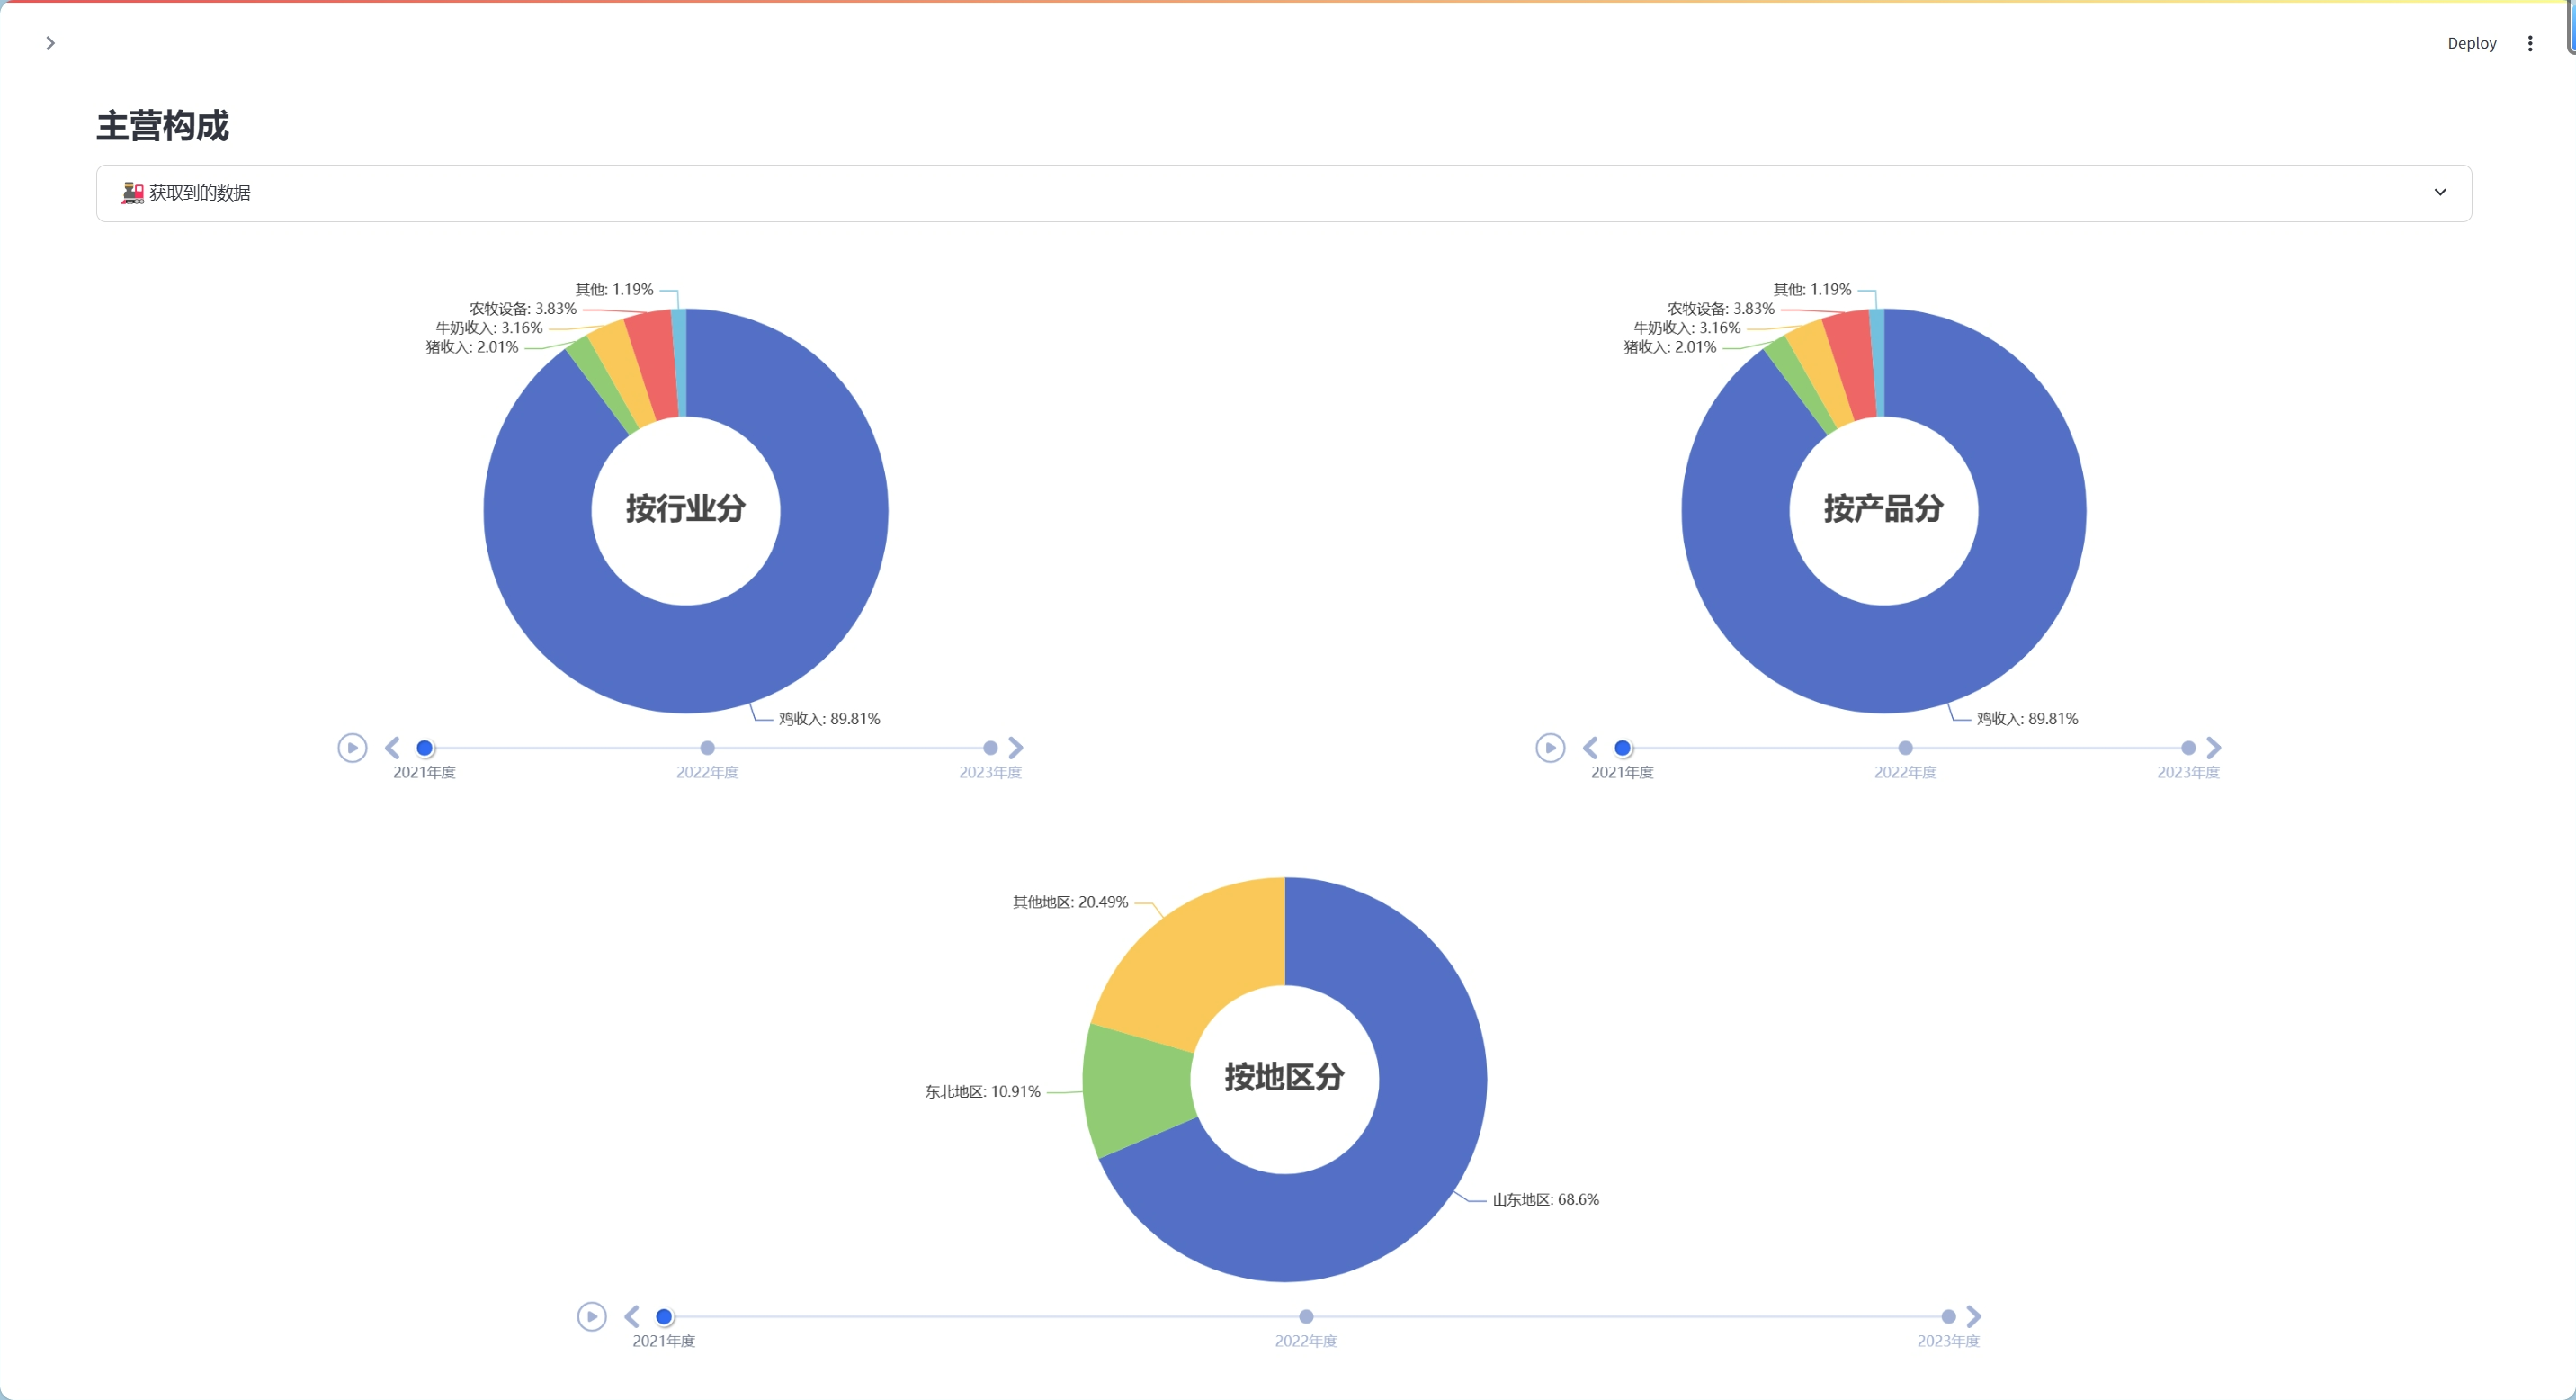 Deploy
主营构成
🚂 获取到的数据
其他: 1.19%
农牧设备: 3.83%
牛奶收入: 3.16%
猪收入: 2.01%
按行业分
鸡收入: 89.81%
2021年度 2022年度 2023年度
其他: 1.19%
农牧设备: 3.83%
牛奶收入: 3.16%
猪收入: 2.01%
按产品分
鸡收入: 89.81%
2021年度 2022年度 2023年度
其他地区: 20.49%
按地区分
东北地区: 10.91%
山东地区: 68.6%
2021年度 2022年度 2023年度